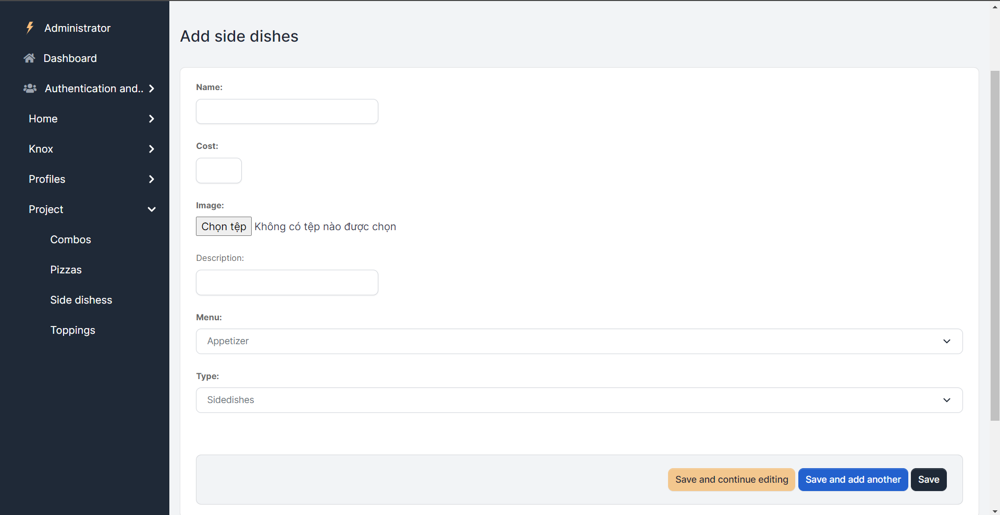 Administrator
Dashboard
Authentication and..
Home
Knox
Profiles
Project
Combos
Pizzas
Side dishess
Toppings
Add side dishes
Name:
Cost:
Image:
Chọn tệp Không có tệp nào được chọn
Description:
Menu:
Appetizer
Type:
Sidedishes
Save and continue editing Save and add another Save